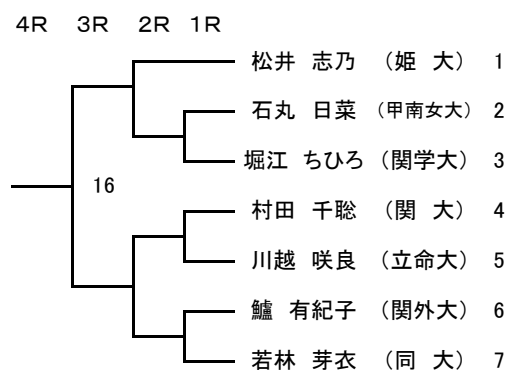 4R 3R 2R 1R
松井 志乃 （姫 大） 1
石丸 日菜 （甲南女大） 2
堀江 ちひろ （関学大） 3
16
村田 千聡 （関 大） 4
川越 咲良 （立命大） 5
鱸 有紀子 （関外大） 6
若林 芽衣 （同 大） 7